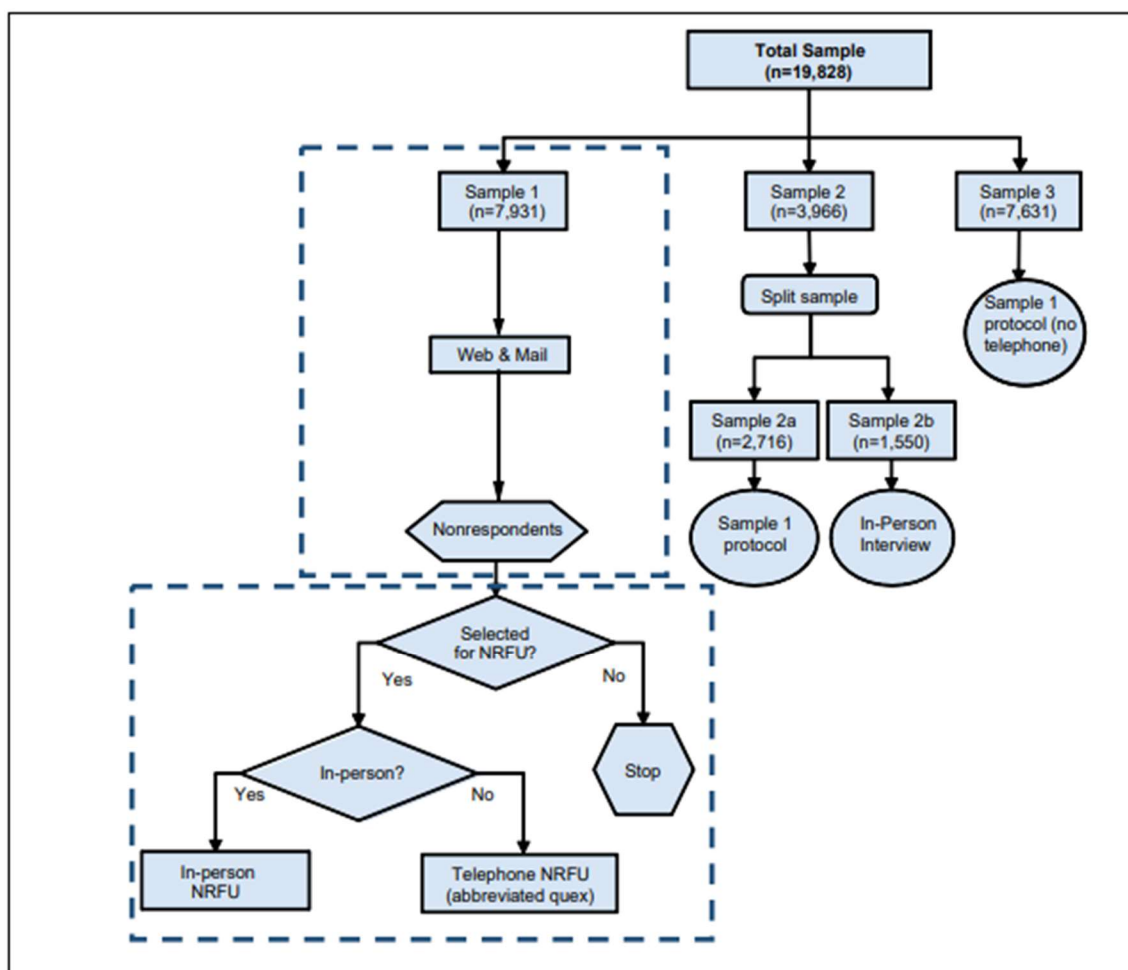 Total Sample
(n=19,828)
Sample 1
(n=7,931)
Sample 2
(n=3,966)
Sample 3
(n=7,631)
Split sample
Sample 1
protocol (no
telephone)
Web & Mail
Sample 2a
(n=2,716)
Sample 2b
(n=1,550)
Nonrespondents
Sample 1
protocol
In-Person
Interview
Selected
for NRFU?
Yes
No
In-person?
Stop
Yes
No
In-person
NRFU
Telephone NRFU
(abbreviated quex)